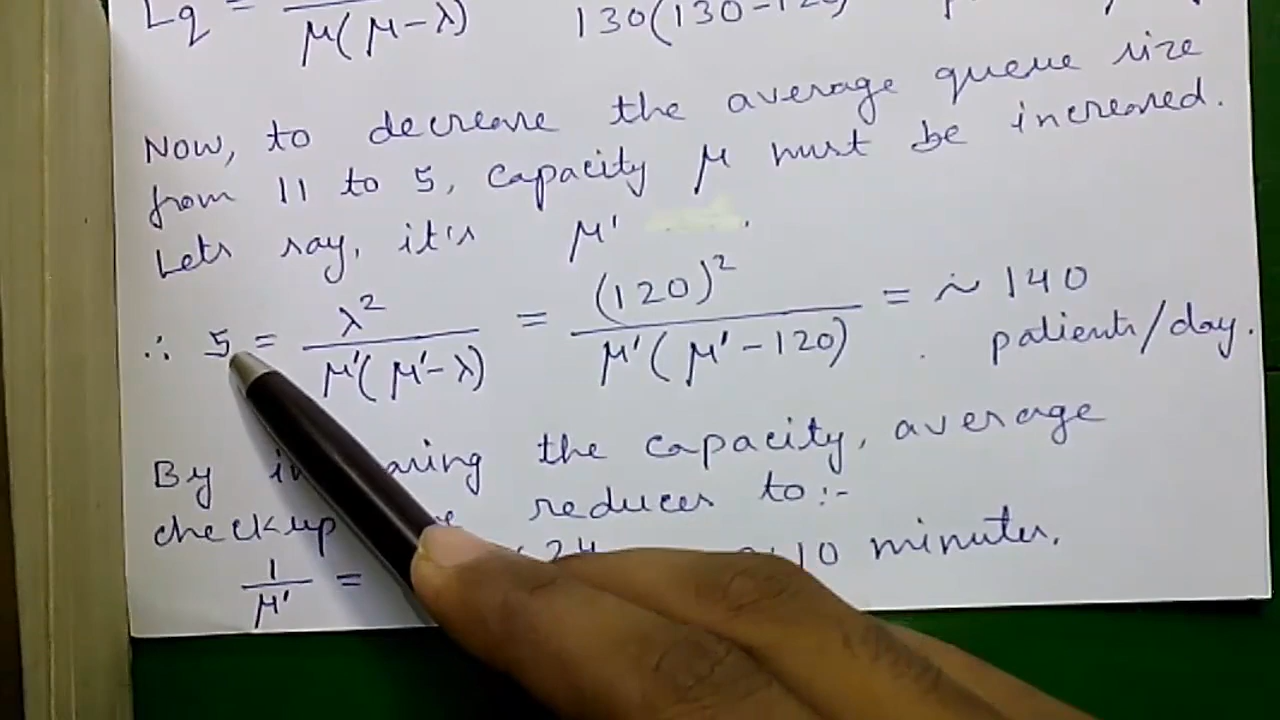 Lq = μ(μ-λ) 130(130-120)
Now, to decrease the average queue size
from 11 to 5, capacity μ must be increased.
Lets say, it's μ'.
∴ 5 = λ² / μ'(μ'-λ) = (120)² / μ'(μ'-120) = ~ 140
patients/day.
By the capacity, average
checkup reduces to:-
1/μ' = 24 10 minutes.